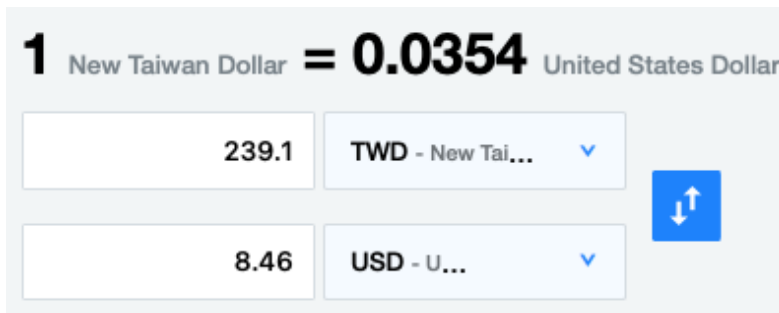 1 New Taiwan Dollar = 0.0354 United States Dollar
239.1 TWD - New Tai...
8.46 USD - U...